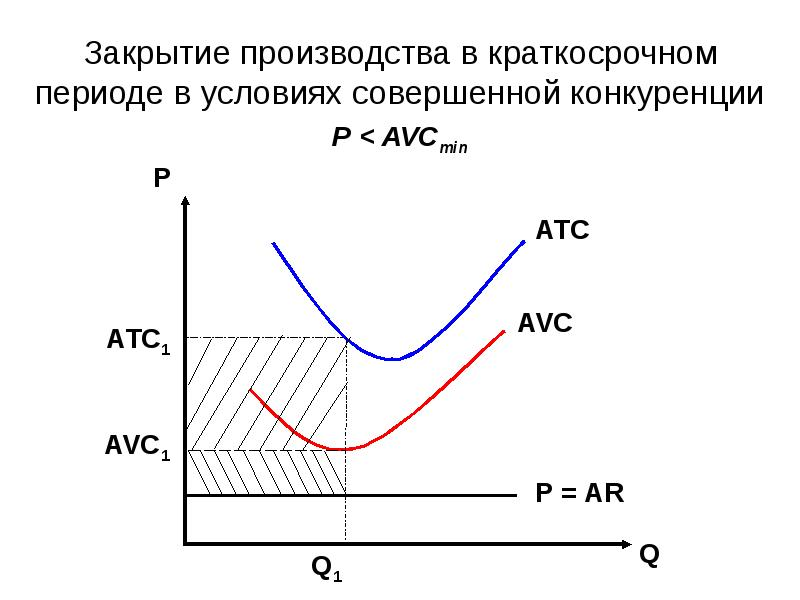 Закрытие производства в краткосрочном
периоде в условиях совершенной конкуренции
P < AVCmin
P
ATC
AVC
ATC1
AVC1
P = AR
Q
Q1